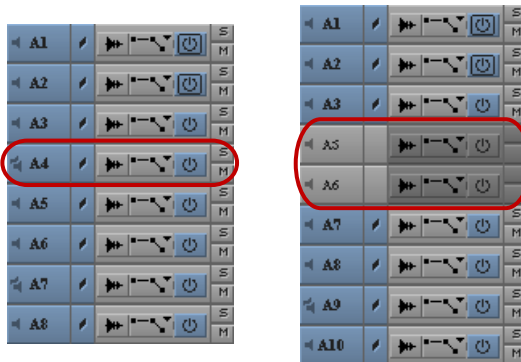 A1 S M
A2 S M
A3 S M
A4 S M
A5 S M
A6 S M
A7 S M
A8 S M
A1 S M
A2 S M
A3 S M
A5
A6
A7 S M
A8 S M
A9 S M
A10 S M